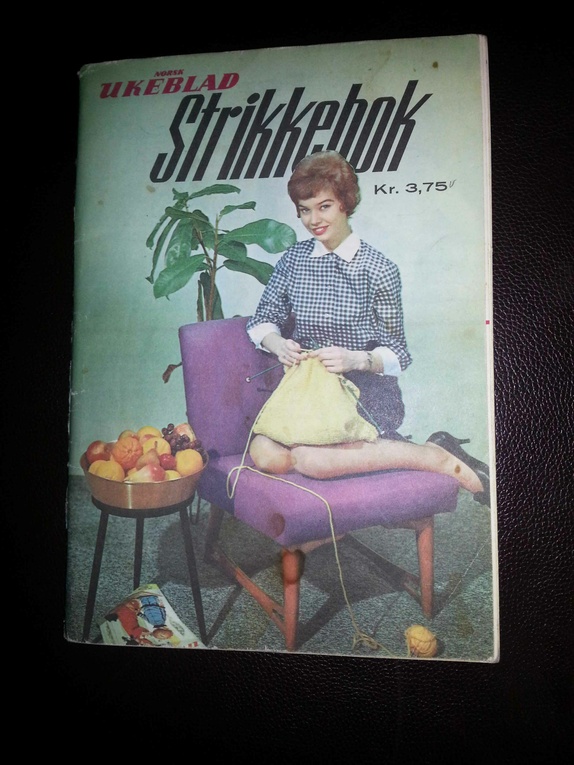 NORSK
UKEBLAD
Strikkebok
Kr. 3,75